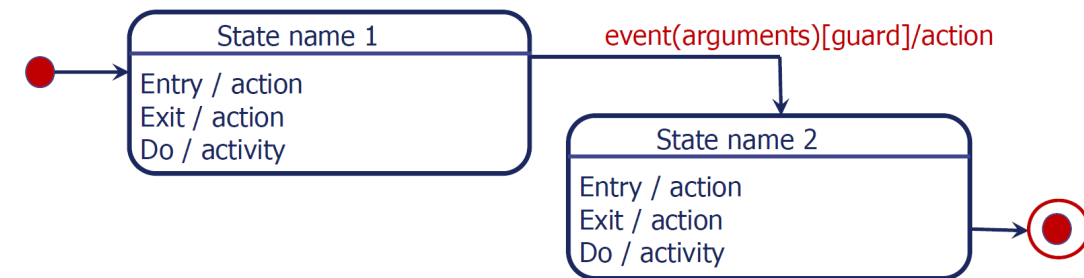 State name 1
event(arguments)[guard]/action
Entry / action
Exit / action
Do / activity
State name 2
Entry / action
Exit / action
Do / activity